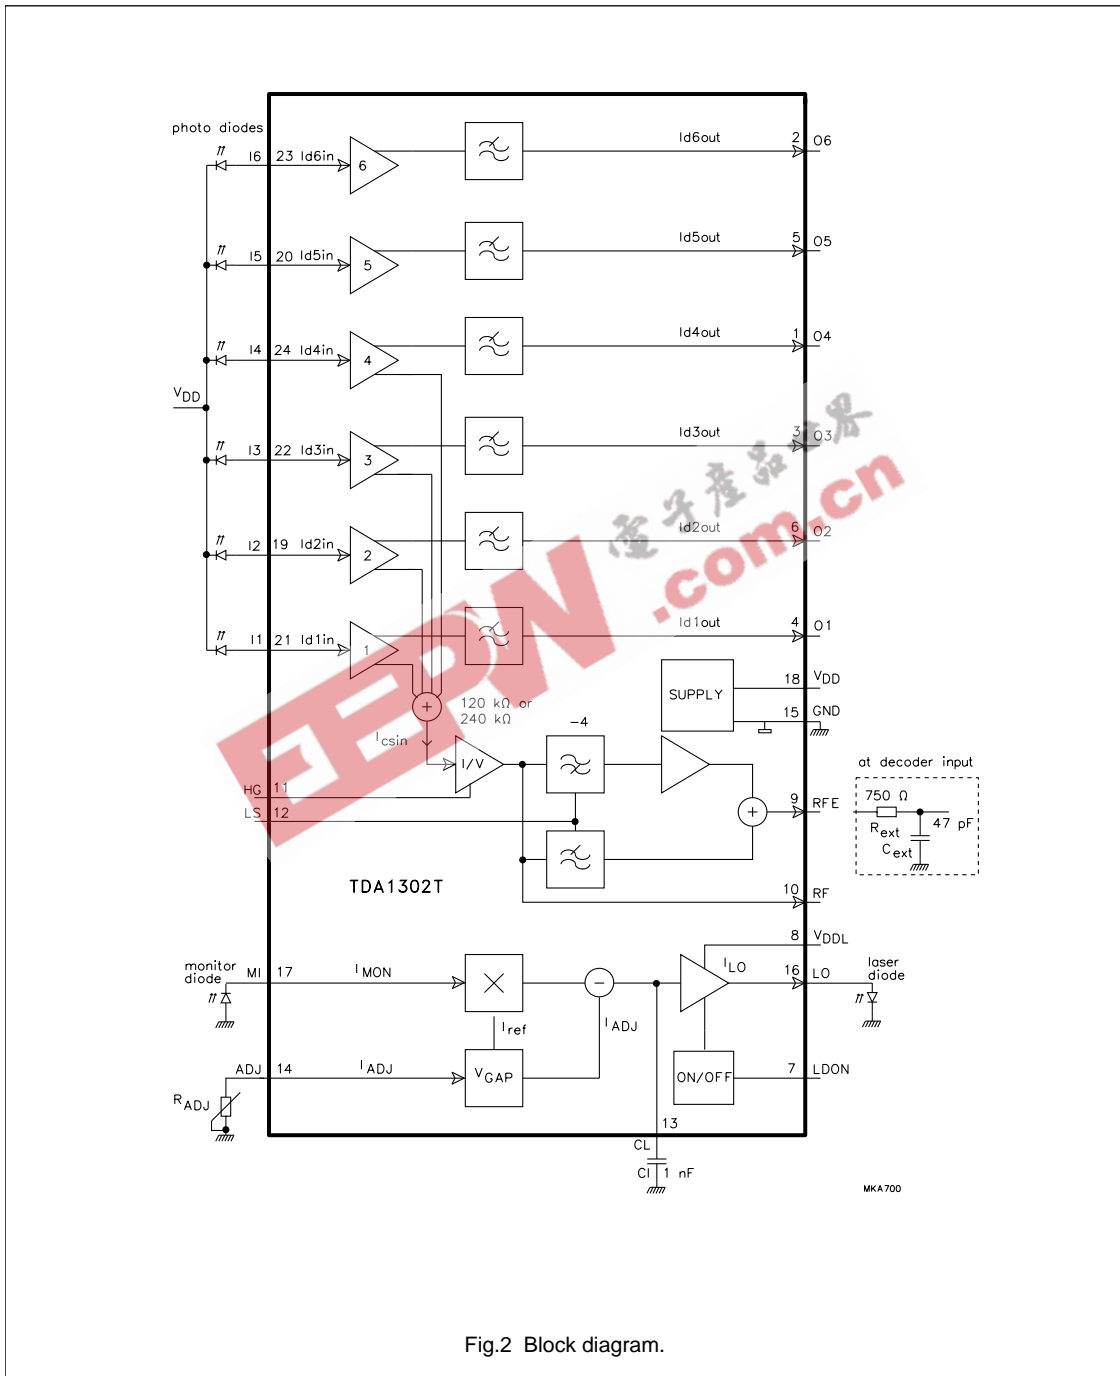 photo diodes
I6 23 Id6in 6 Id6out 2 O6
I5 20 Id5in 5 Id5out 5 O5
I4 24 Id4in 4 Id4out 1 O4
VDD
I3 22 Id3in 3 Id3out 3 O3
電子產品世界
.com.cn
EEPW
I2 19 Id2in 2 Id2out 6 O2
I1 21 Id1in 1 Id1out 4 O1
SUPPLY 18 VDD
15 GND
+ 120 kΩ or
240 kΩ
Icsin
−4
I/V
HG 11
LS 12
+ 9 RFE
at decoder input
750 Ω
Rext
47 pF
Cext
TDA1302T
10 RF
8 VDDL
monitor
diode
MI 17 IMON × − ILO 16 LO
laser
diode
Iref
IADJ
ADJ 14 IADJ VGAP ON/OFF 7 LDON
RADJ
13
CL
CI 1 nF
MKA700
Fig.2 Block diagram.